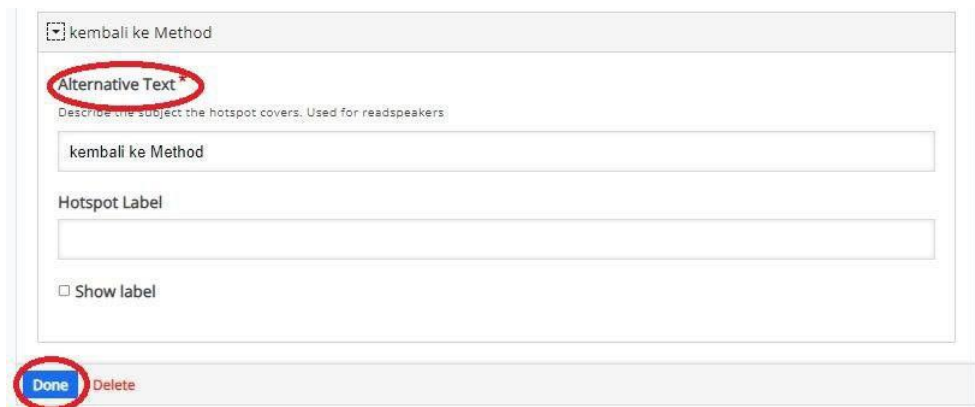 kembali ke Method
Alternative Text *
Describe the subject the hotspot covers. Used for readspeakers
kembali ke Method
Hotspot Label
Show label
Done Delete